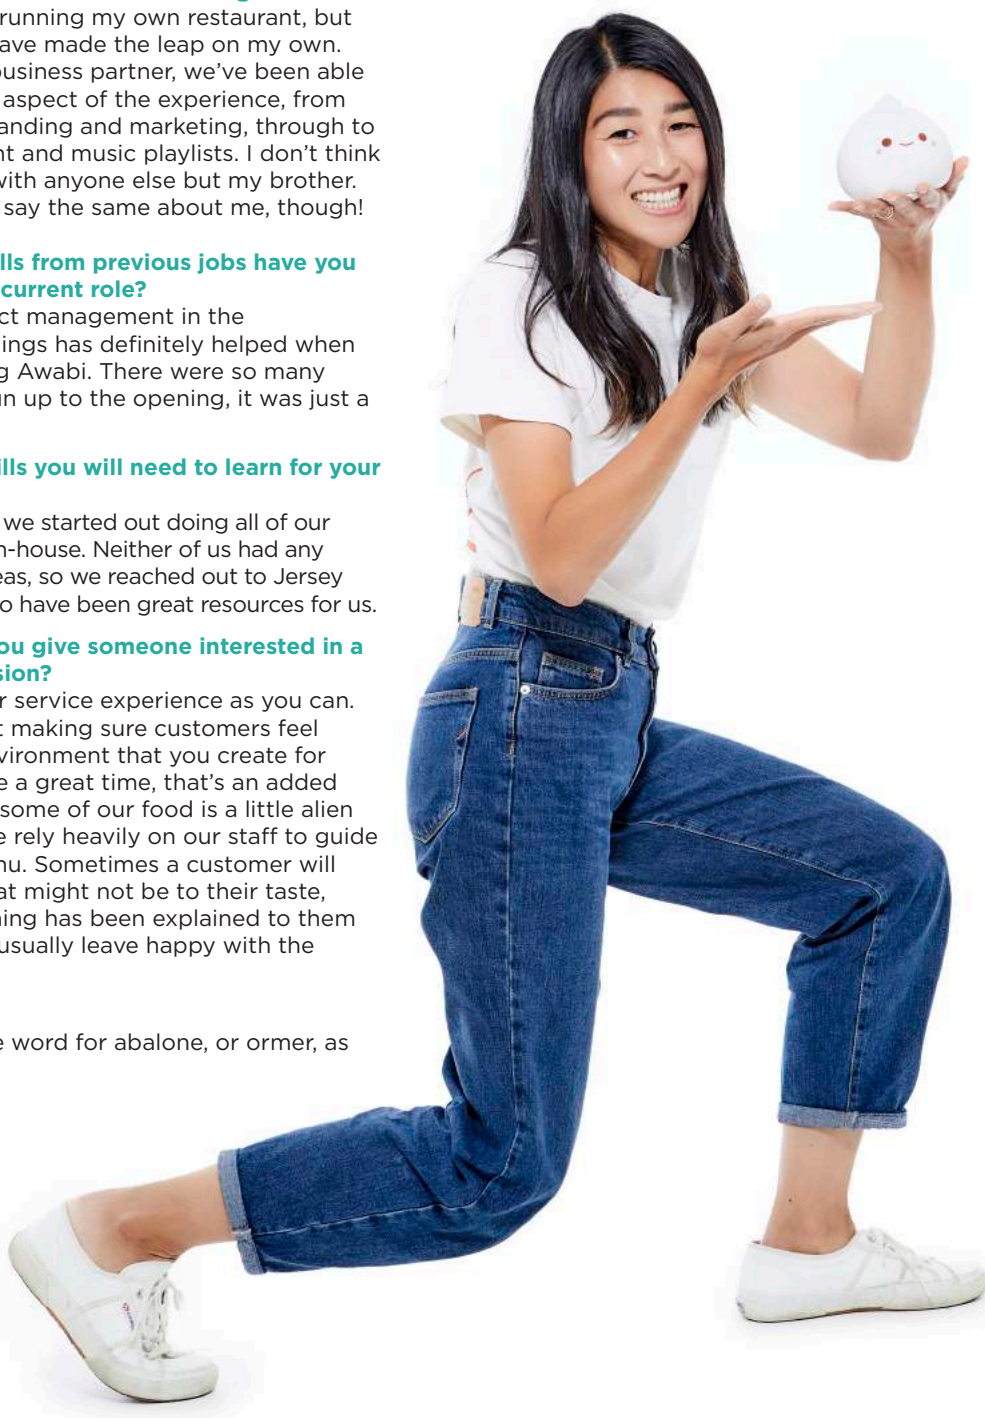 running my own restaurant, but
ave made the leap on my own.
business partner, we’ve been able
aspect of the experience, from
anding and marketing, through to
nt and music playlists. I don’t think
with anyone else but my brother.
say the same about me, though!
lls from previous jobs have you
current role?
ct management in the
ings has definitely helped when
g Awabi. There were so many
un up to the opening, it was just a
ills you will need to learn for your
we started out doing all of our
n-house. Neither of us had any
eas, so we reached out to Jersey
o have been great resources for us.
ou give someone interested in a
sion?
r service experience as you can.
t making sure customers feel
vironment that you create for
e a great time, that’s an added
some of our food is a little alien
e rely heavily on our staff to guide
nu. Sometimes a customer will
at might not be to their taste,
ning has been explained to them
usually leave happy with the
e word for abalone, or ormer, as